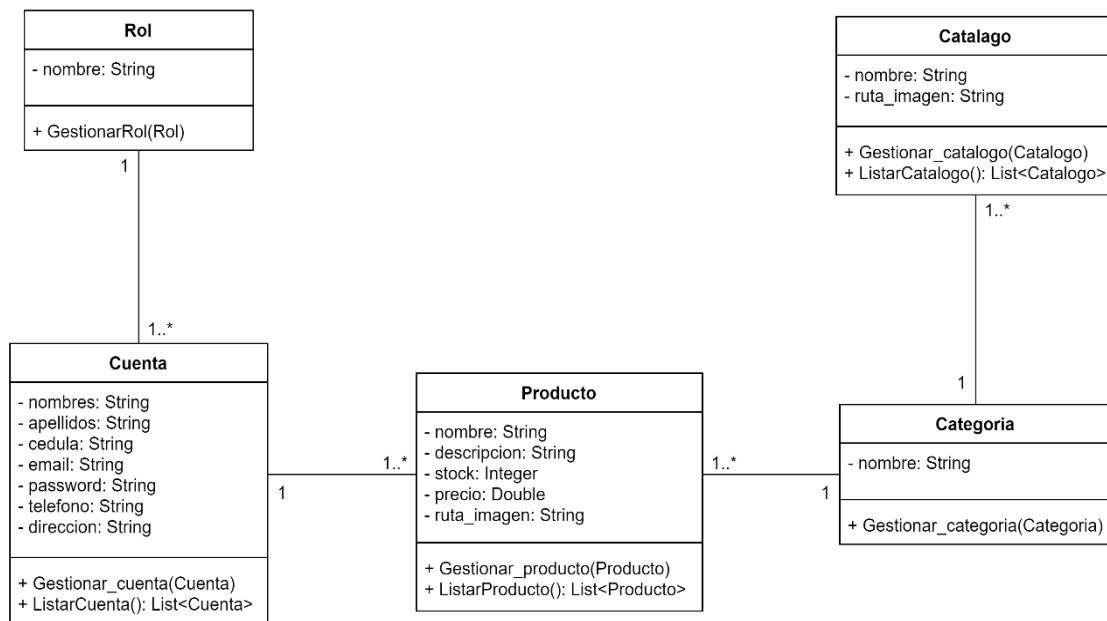 Rol
- nombre: String
+ GestionarRol(Rol)
1
1..*
Catalago
- nombre: String
- ruta_imagen: String
+ Gestionar_catalogo(Catalogo)
+ ListarCatalogo(): List<Catalogo>
1..*
1
Cuenta
- nombres: String
- apellidos: String
- cedula: String
- email: String
- password: String
- telefono: String
- direccion: String
+ Gestionar_cuenta(Cuenta)
+ ListarCuenta(): List<Cuenta>
1
1..*
Producto
- nombre: String
- descripcion: String
- stock: Integer
- precio: Double
- ruta_imagen: String
+ Gestionar_producto(Producto)
+ ListarProducto(): List<Producto>
1..*
1
Categoria
- nombre: String
+ Gestionar_categoria(Categoria)